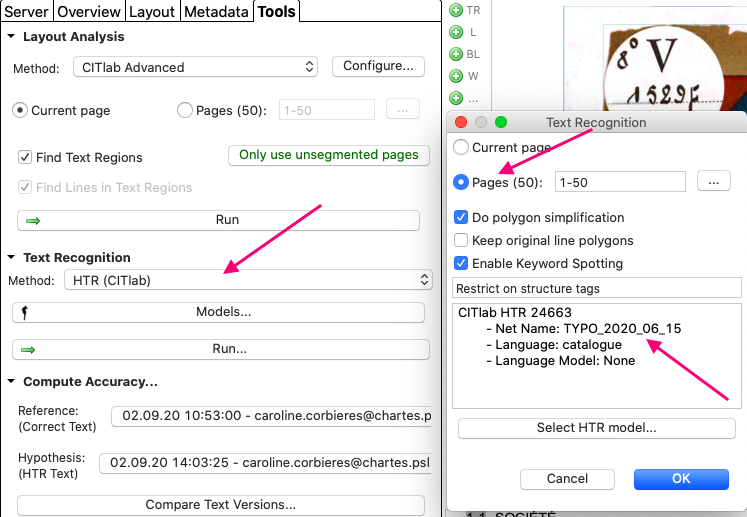 Server Overview Layout Metadata Tools
Layout Analysis
Method: CITlab Advanced Configure...
Current page Pages (50): 1-50 ...
Find Text Regions Only use unsegmented pages
Find Lines in Text Regions
Run
Text Recognition
Method: HTR (CITlab)
Models...
Run...
Compute Accuracy...
Reference:
(Correct Text) 02.09.20 10:53:00 - caroline.corbieres@chartes.p
Hypothesis:
(HTR Text) 02.09.20 14:03:25 - caroline.corbieres@chartes.psl
Compare Text Versions...
TR
L
BL
W
...
8° V
1589F
Text Recognition
Current page
Pages (50): 1-50 ...
Do polygon simplification
Keep original line polygons
Enable Keyword Spotting
Restrict on structure tags
CITlab HTR 24663
- Net Name: TYPO_2020_06_15
- Language: catalogue
- Language Model: None
Select HTR model...
Cancel OK
1-1 SOCIÉTÉ